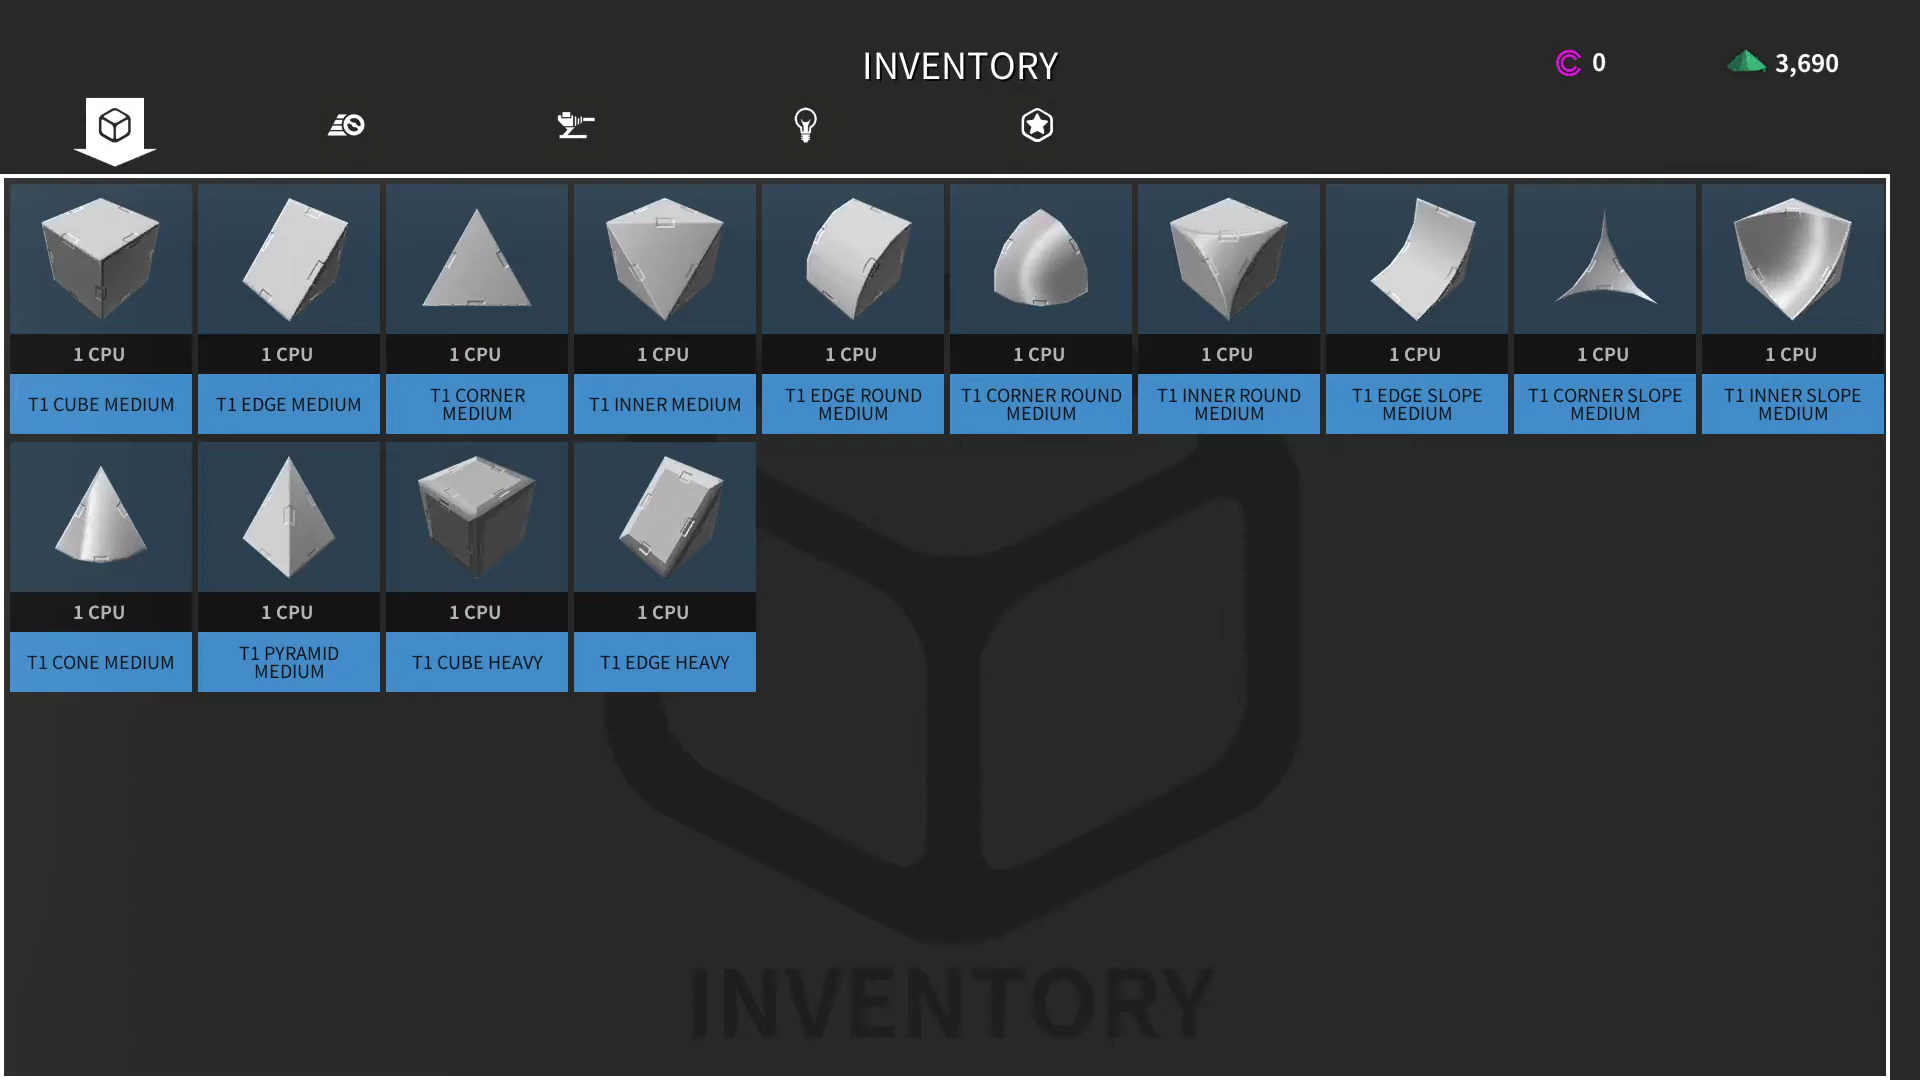 INVENTORY
0
3,690
1 CPU
1 CPU
1 CPU
1 CPU
1 CPU
1 CPU
1 CPU
1 CPU
1 CPU
1 CPU
T1 CUBE MEDIUM
T1 EDGE MEDIUM
T1 CORNER
MEDIUM
T1 INNER MEDIUM
T1 EDGE ROUND
MEDIUM
T1 CORNER ROUND
MEDIUM
T1 INNER ROUND
MEDIUM
T1 EDGE SLOPE
MEDIUM
T1 CORNER SLOPE
MEDIUM
T1 INNER SLOPE
MEDIUM
1 CPU
1 CPU
1 CPU
1 CPU
T1 CONE MEDIUM
T1 PYRAMID
MEDIUM
T1 CUBE HEAVY
T1 EDGE HEAVY
INVENTORY